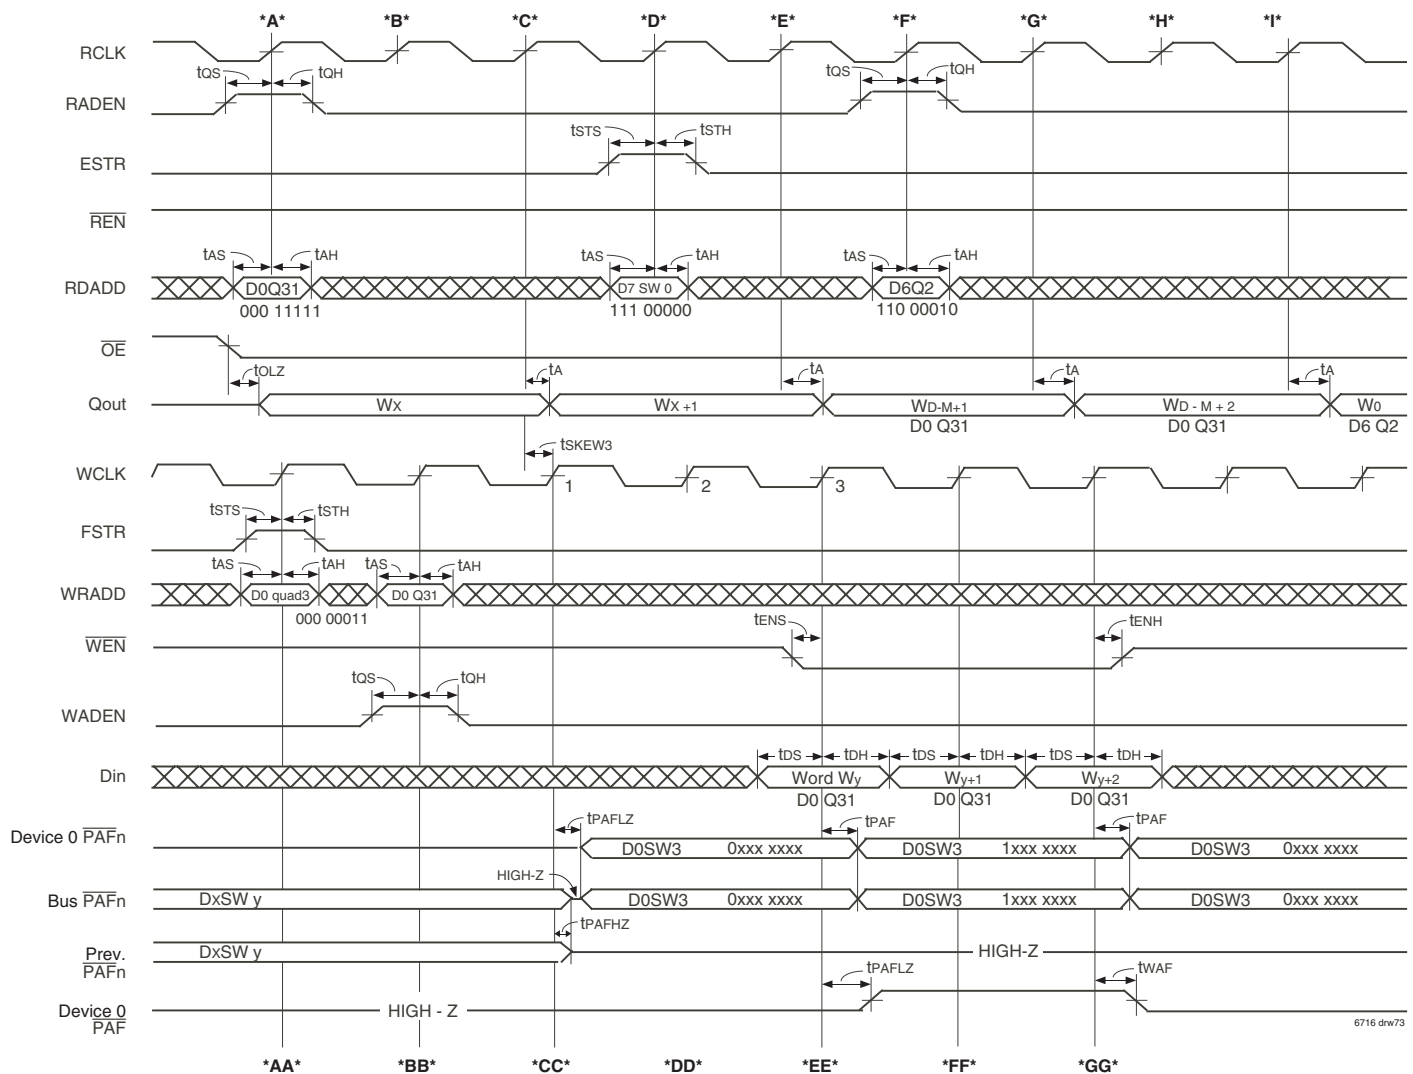 *A* *B* *C* *D* *E* *F* *G* *H* *I*
RCLK
tQS tQH tQS tQH
RADEN
tSTS tSTH
ESTR
REN
tAS tAH tAS tAH tAS tAH
RDADD D0Q31 D7 SW 0 D6Q2
000 11111 111 00000 110 00010
OE
tOLZ tA tA tA tA
Qout WX WX +1 WD-M+1 WD - M + 2 W0
D0 Q31 D0 Q31 D6 Q2
tSKEW3
WCLK 1 2 3
tSTS tSTH
FSTR
tAS tAH tAS tAH
WRADD D0 quad3 D0 Q31
000 00011
tENS tENH
WEN
tQS tQH
WADEN
tDS tDH tDS tDH tDS tDH
Din Word Wy Wy+1 Wy+2
D0 Q31 D0 Q31 D0 Q31
tPAFLZ tPAF tPAF
Device 0 PAFn D0SW3 0xxx xxxx D0SW3 1xxx xxxx D0SW3 0xxx xxxx
HIGH-Z
Bus PAFn DxSW y D0SW3 0xxx xxxx D0SW3 1xxx xxxx D0SW3 0xxx xxxx
tPAFHZ
Prev. DxSW y HIGH-Z
PAFn
tPAFLZ tWAF
Device 0 HIGH - Z
PAF
6716 drw73
*AA* *BB* *CC* *DD* *EE* *FF* *GG*